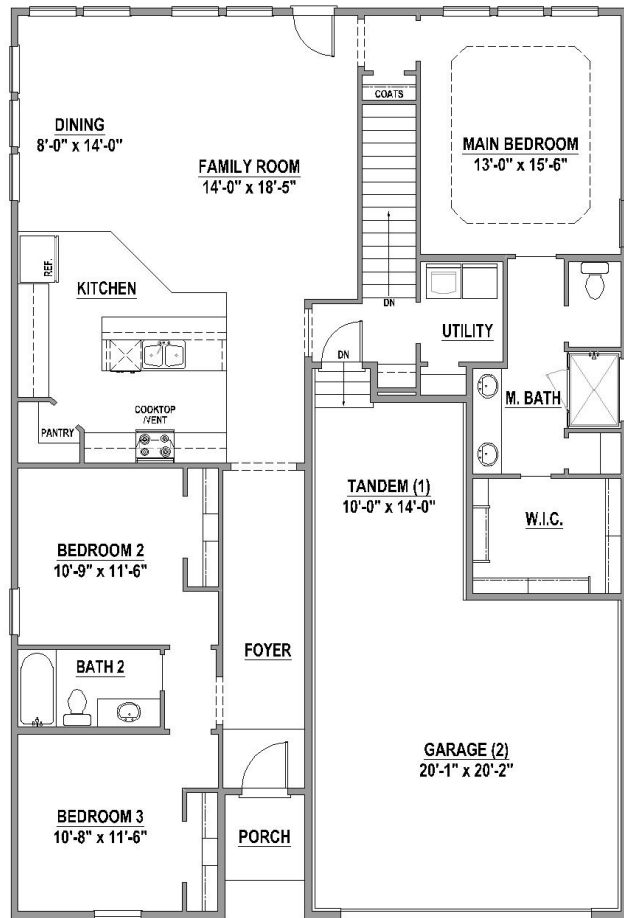 COATS
DINING
8'-0" x 14'-0"
MAIN BEDROOM
13'-0" x 15'-6"
FAMILY ROOM
14'-0" x 18'-5"
REF.
KITCHEN
DN
UTILITY
DN
COOKTOP
/VENT
M. BATH
PANTRY
TANDEM (1)
10'-0" x 14'-0"
W.I.C.
BEDROOM 2
10'-9" x 11'-6"
FOYER
BATH 2
GARAGE (2)
20'-1" x 20'-2"
BEDROOM 3
10'-8" x 11'-6"
PORCH